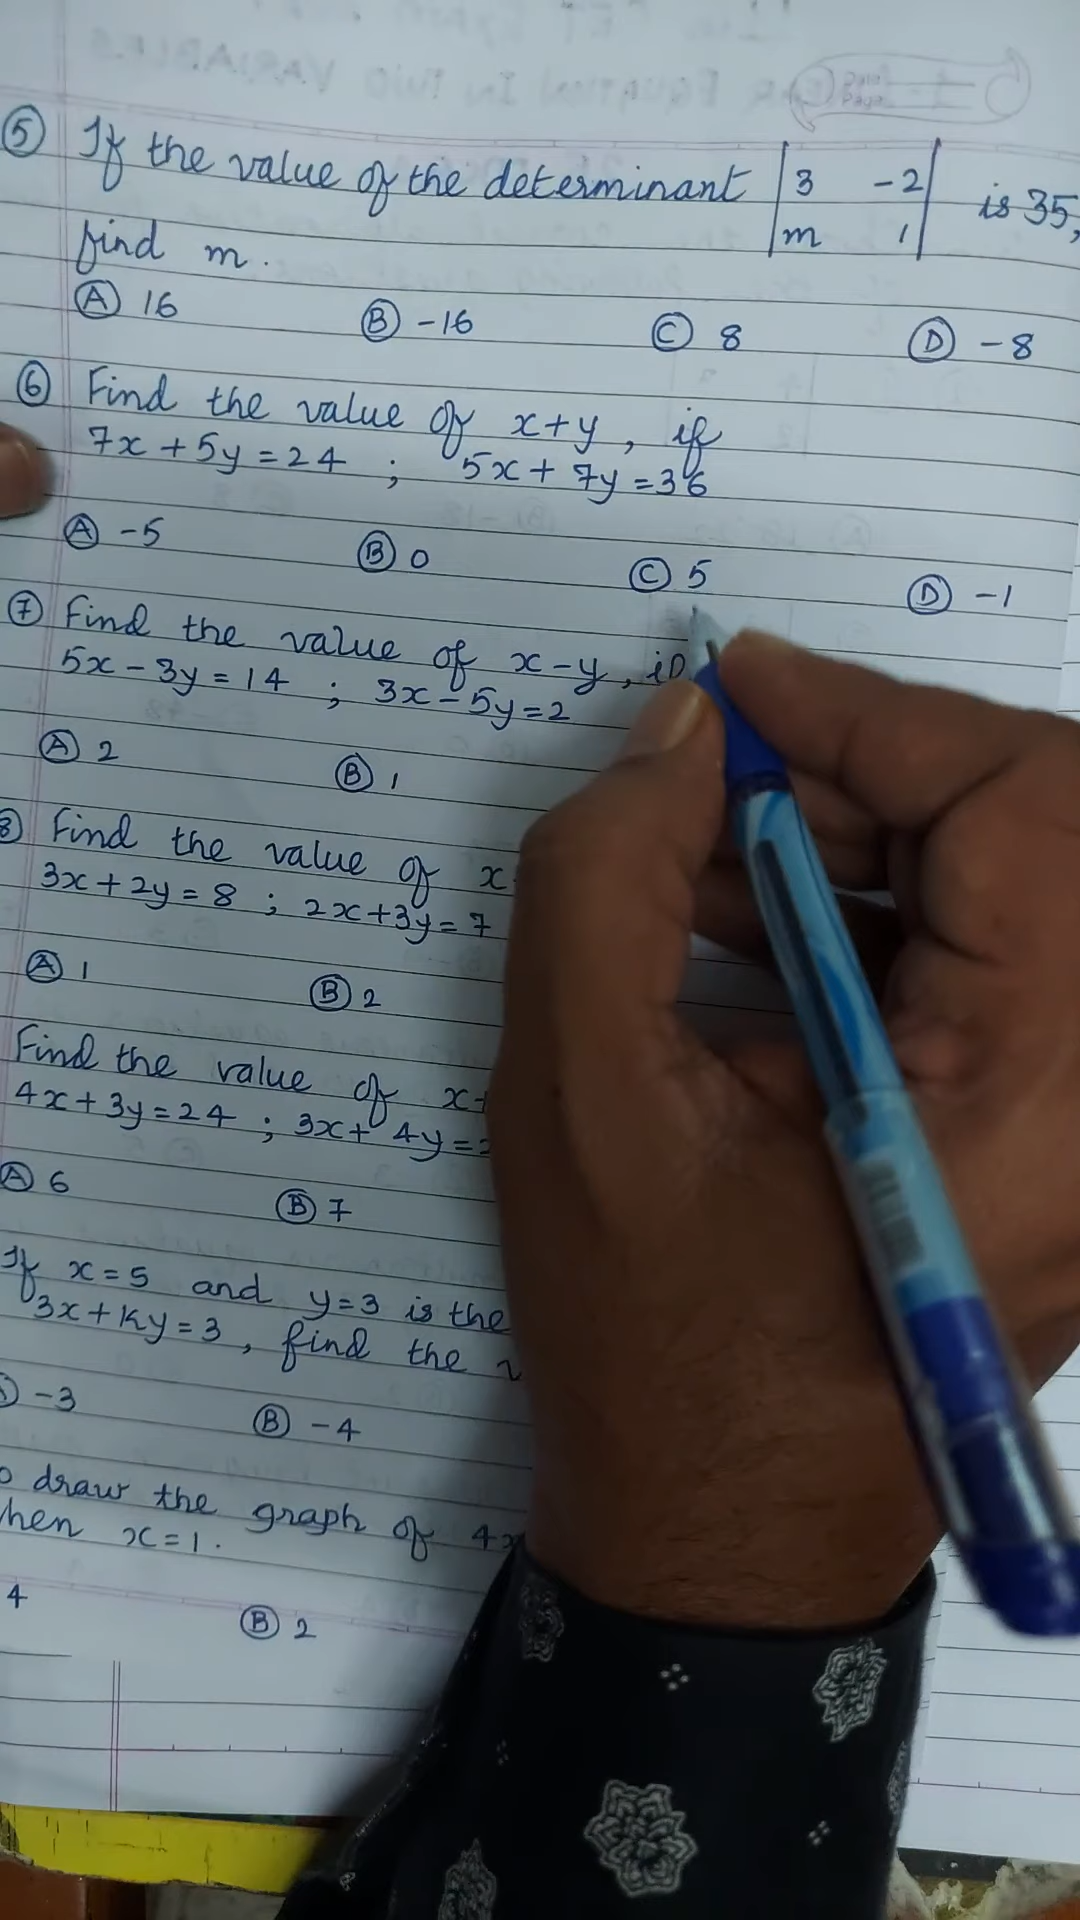 ⑤ If the value of the determinant | 3 -2 | is 35,
| m 1 |
find m.
Ⓐ 16 Ⓑ -16 Ⓒ 8 Ⓓ -8
⑥ Find the value of x+y, if
7x+5y=24 ; 5x+7y=36
Ⓐ -5 Ⓑ 0 Ⓒ 5 Ⓓ -1
⑦ Find the value of x-y,
5x-3y=14 ; 3x-5y=2
Ⓐ 2 Ⓑ 1
Find the value of x
3x+2y=8 ; 2x+3y=7
Ⓐ 1 Ⓑ 2
Find the value of x+
4x+3y=24 ; 3x+4y=
Ⓐ 6 Ⓑ 7
If x=5 and y=3 is the
3x+ky=3, find the
-3 Ⓑ -4
draw the graph of 4x
x=1.
4 Ⓑ 2